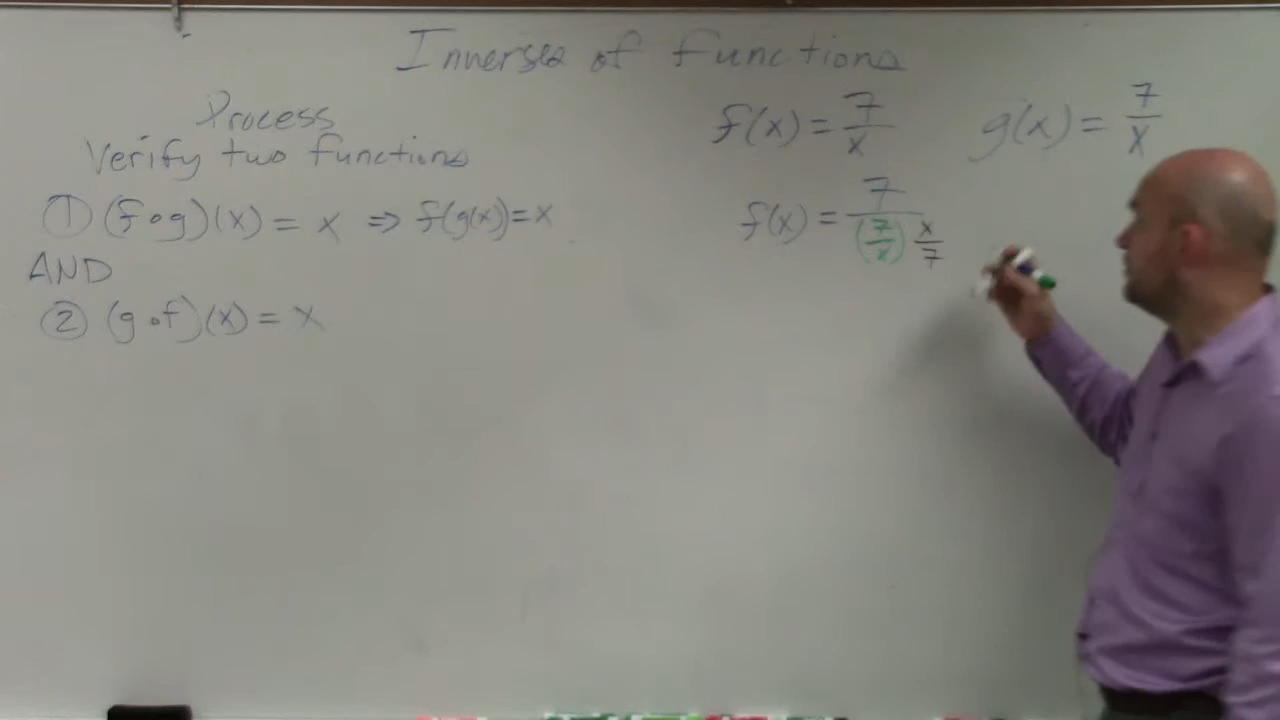 Inverses of functions
Process
Verify two functions
① (f∘g)(x) = x ⇒ f(g(x)) = x
AND
② (g∘f)(x) = x
f(x) = 7/x g(x) = 7/x
f(x) = 7/(7/x) x/7